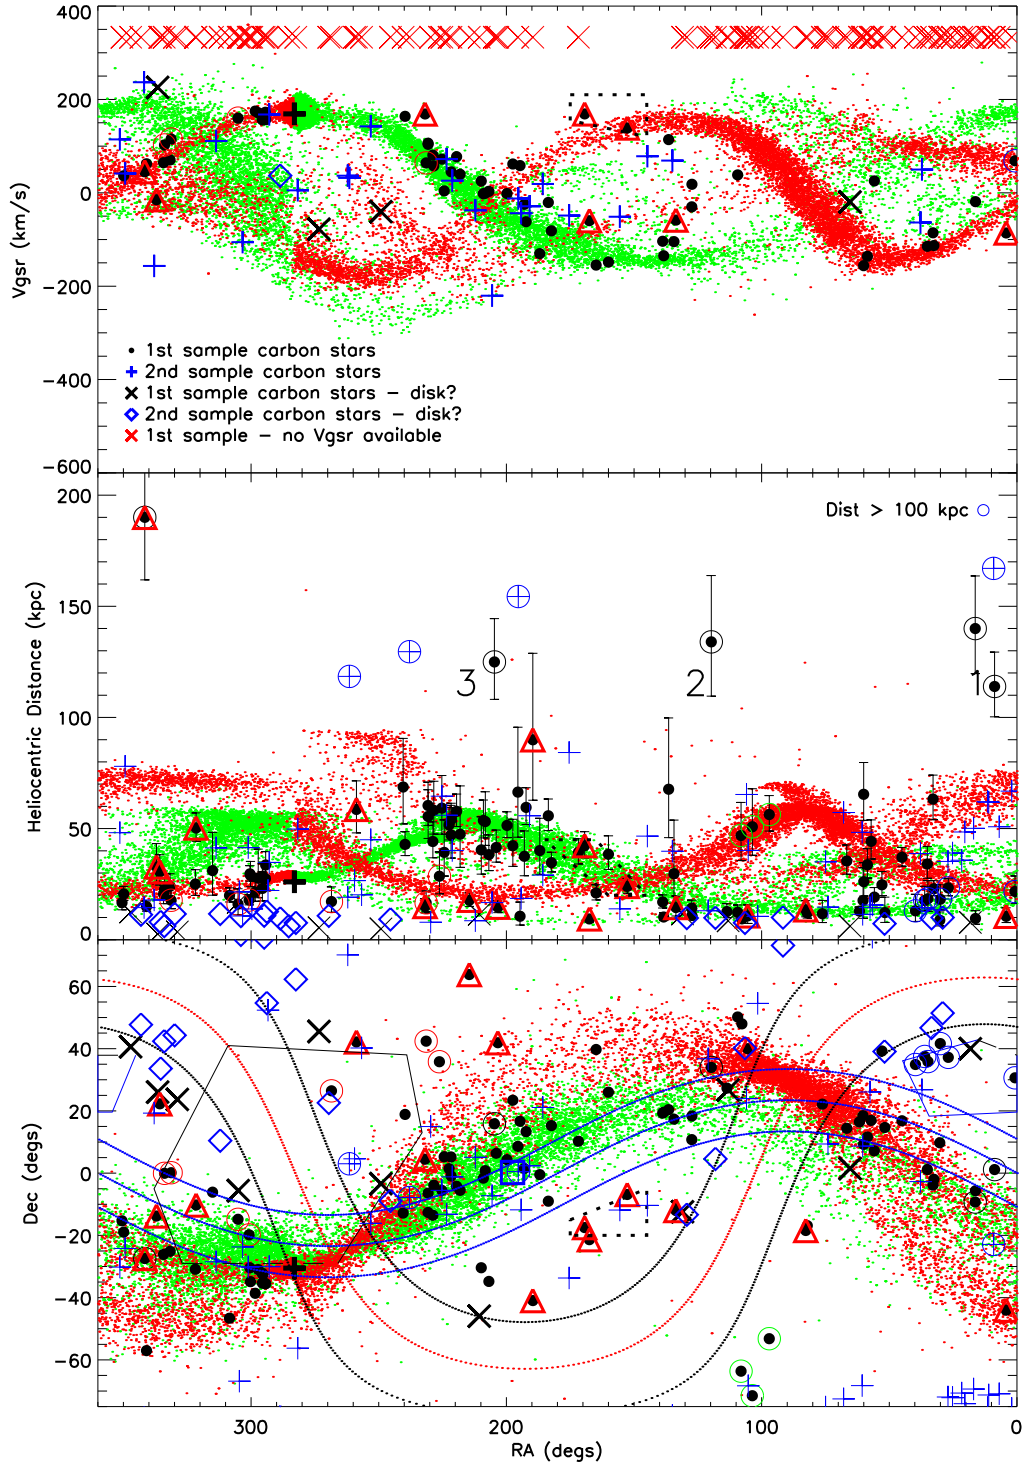 400
200
0
−200
−400
−600
Vgsr (km/s)
1st sample carbon stars
2nd sample carbon stars
1st sample carbon stars − disk?
2nd sample carbon stars − disk?
1st sample − no Vgsr available
200
150
100
50
0
Heliocentric Distance (kpc)
Dist > 100 kpc
3
2
1
60
40
20
0
−20
−40
−60
Dec (degs)
300
200
100
0
RA (degs)